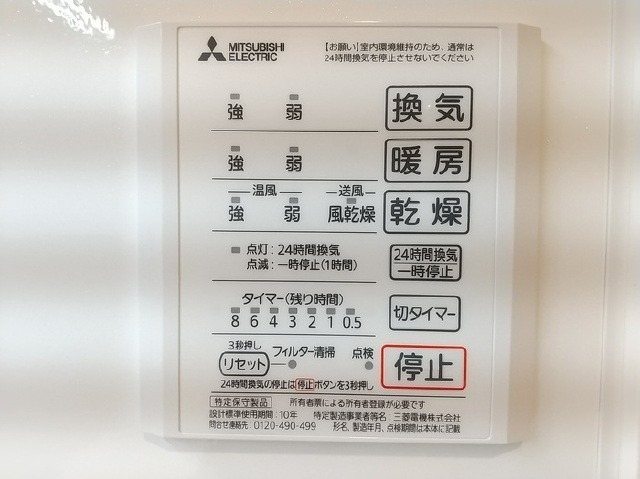 MITSUBISHI
ELECTRIC
【お願い】室内環境維持のため、通常は
24時間換気を停止させないでください
強 弱 換気
強 弱 暖房
温風 送風
強 弱 風乾燥 乾燥
点灯:24時間換気
点滅:一時停止(1時間)
24時間換気
一時停止
タイマー(残り時間)
8 6 4 3 2 1 0.5
切タイマー
3秒押し
リセット フィルター清掃 点検
停止
24時間換気の停止は停止ボタンを3秒押し
特定保守製品 所有者票による所有者登録が必要です
設計標準使用期間:10年 特定製造事業者等名 三菱電機株式会社
問合せ連絡先:0120-490-499 形名、製造年月、点検期間は本体に記載